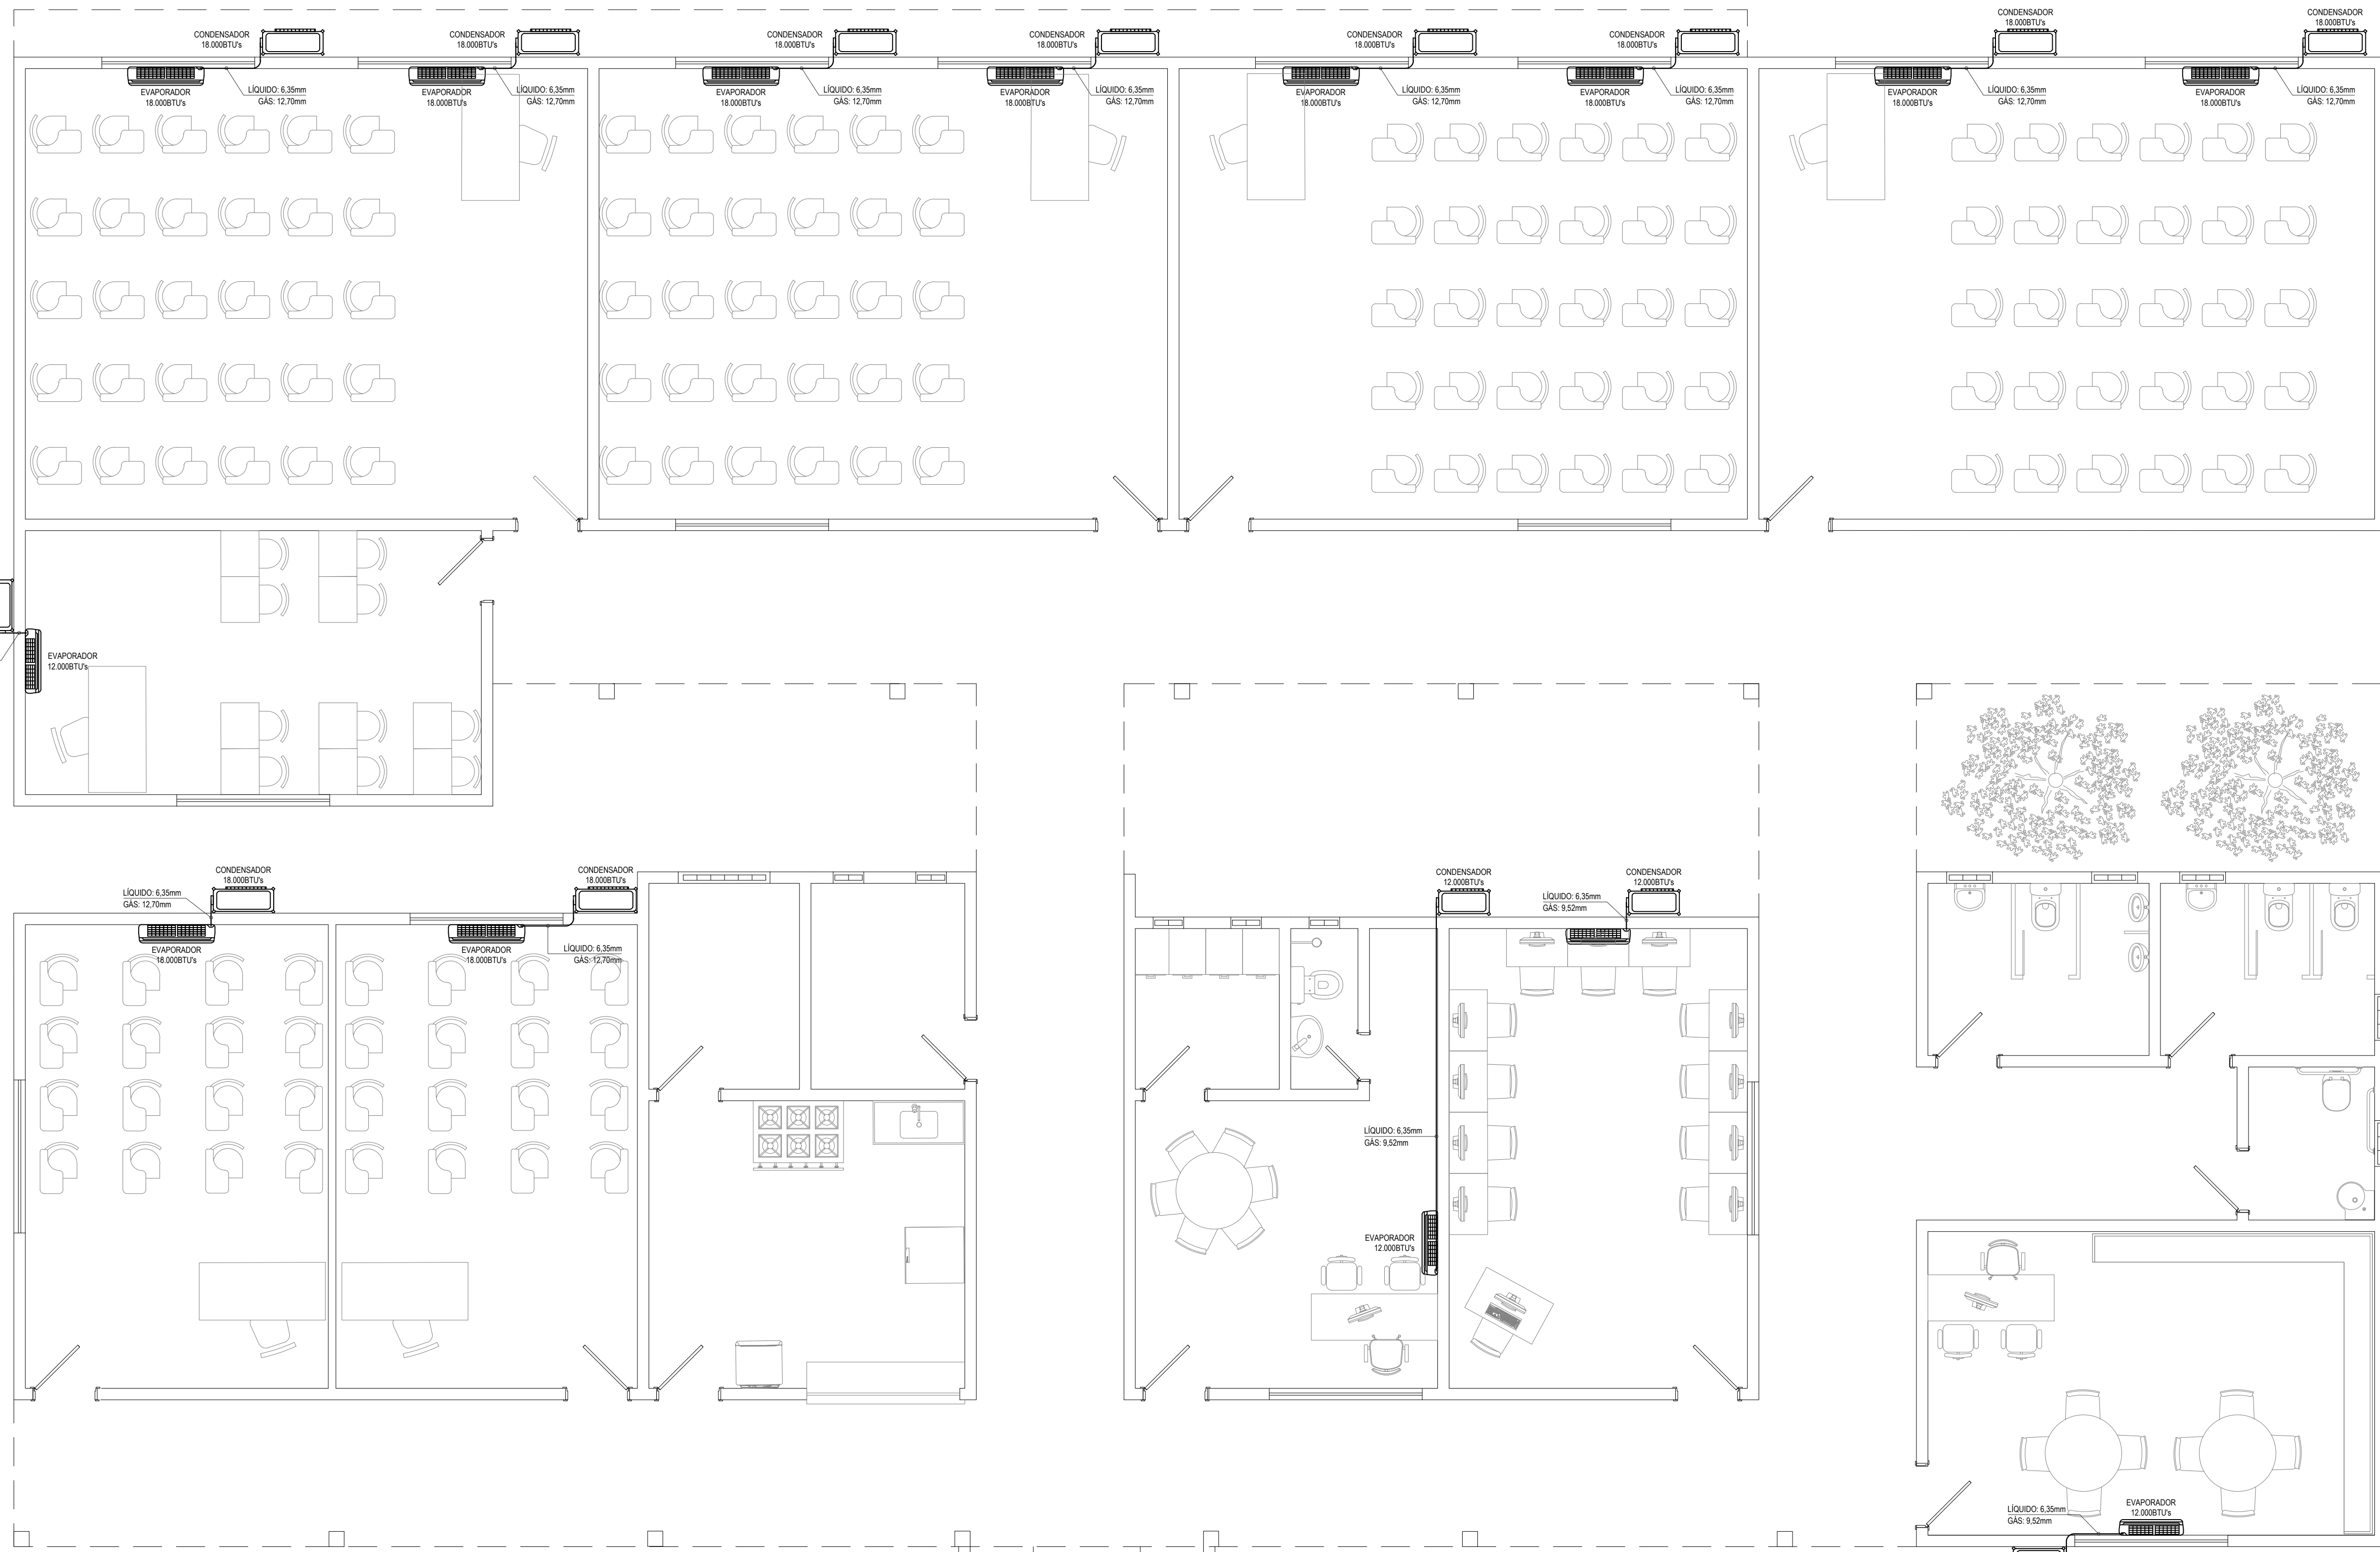 CONDENSADOR
18.000BTU's
CONDENSADOR
18.000BTU's
CONDENSADOR
18.000BTU's
CONDENSADOR
18.000BTU's
CONDENSADOR
18.000BTU's
CONDENSADOR
18.000BTU's
CONDENSADOR
18.000BTU's
CONDENSADOR
18.000BTU's
EVAPORADOR
18.000BTU's
LÍQUIDO: 6,35mm
GÁS: 12,70mm
EVAPORADOR
18.000BTU's
LÍQUIDO: 6,35mm
GÁS: 12,70mm
EVAPORADOR
18.000BTU's
LÍQUIDO: 6,35mm
GÁS: 12,70mm
EVAPORADOR
18.000BTU's
LÍQUIDO: 6,35mm
GÁS: 12,70mm
EVAPORADOR
18.000BTU's
LÍQUIDO: 6,35mm
GÁS: 12,70mm
EVAPORADOR
18.000BTU's
LÍQUIDO: 6,35mm
GÁS: 12,70mm
EVAPORADOR
18.000BTU's
LÍQUIDO: 6,35mm
GÁS: 12,70mm
EVAPORADOR
18.000BTU's
LÍQUIDO: 6,35mm
GÁS: 12,70mm
EVAPORADOR
12.000BTU's
CONDENSADOR
18.000BTU's
LÍQUIDO: 6,35mm
GÁS: 12,70mm
EVAPORADOR
18.000BTU's
CONDENSADOR
18.000BTU's
EVAPORADOR
18.000BTU's
LÍQUIDO: 6,35mm
GÁS: 12,70mm
CONDENSADOR
12.000BTU's
CONDENSADOR
12.000BTU's
LÍQUIDO: 6,35mm
GÁS: 9,52mm
LÍQUIDO: 6,35mm
GÁS: 9,52mm
EVAPORADOR
12.000BTU's
LÍQUIDO: 6,35mm
GÁS: 9,52mm
EVAPORADOR
12.000BTU's